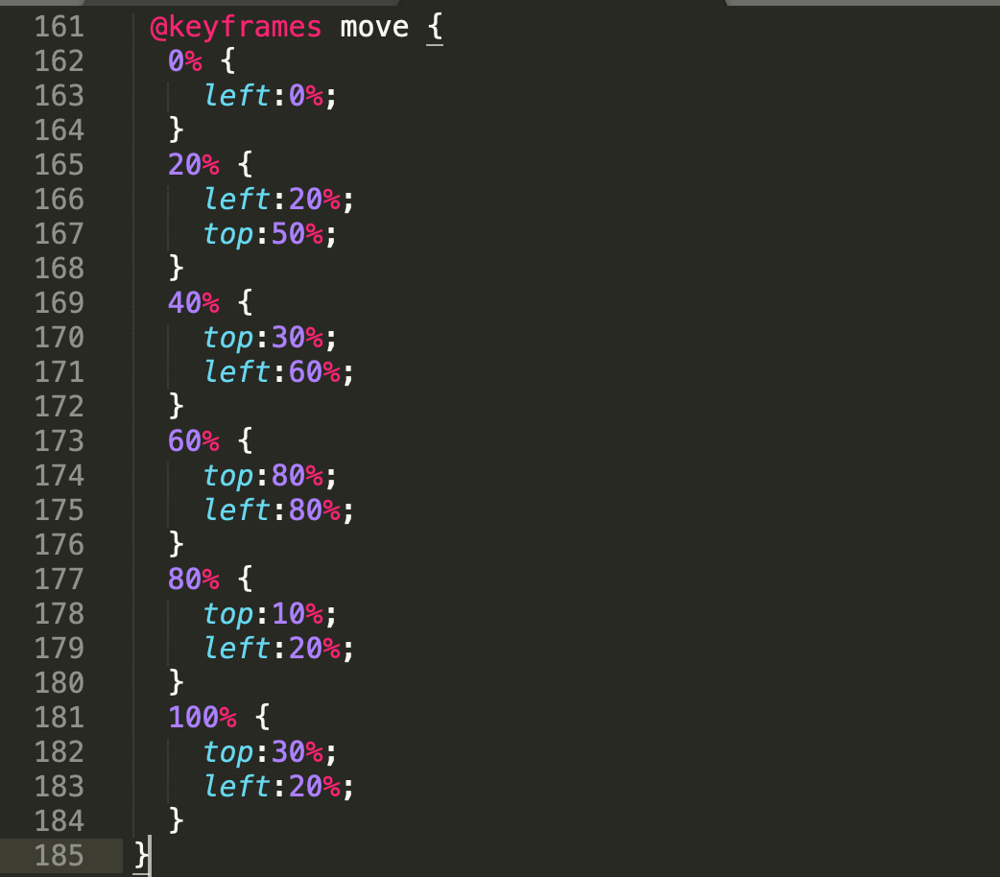 161 @keyframes move {
162 0% {
163 left:0%;
164 }
165 20% {
166 left:20%;
167 top:50%;
168 }
169 40% {
170 top:30%;
171 left:60%;
172 }
173 60% {
174 top:80%;
175 left:80%;
176 }
177 80% {
178 top:10%;
179 left:20%;
180 }
181 100% {
182 top:30%;
183 left:20%;
184 }
185 }